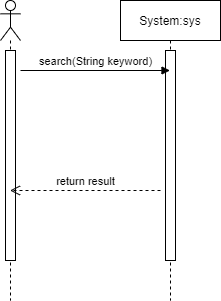 System:sys
search(String keyword)
return result